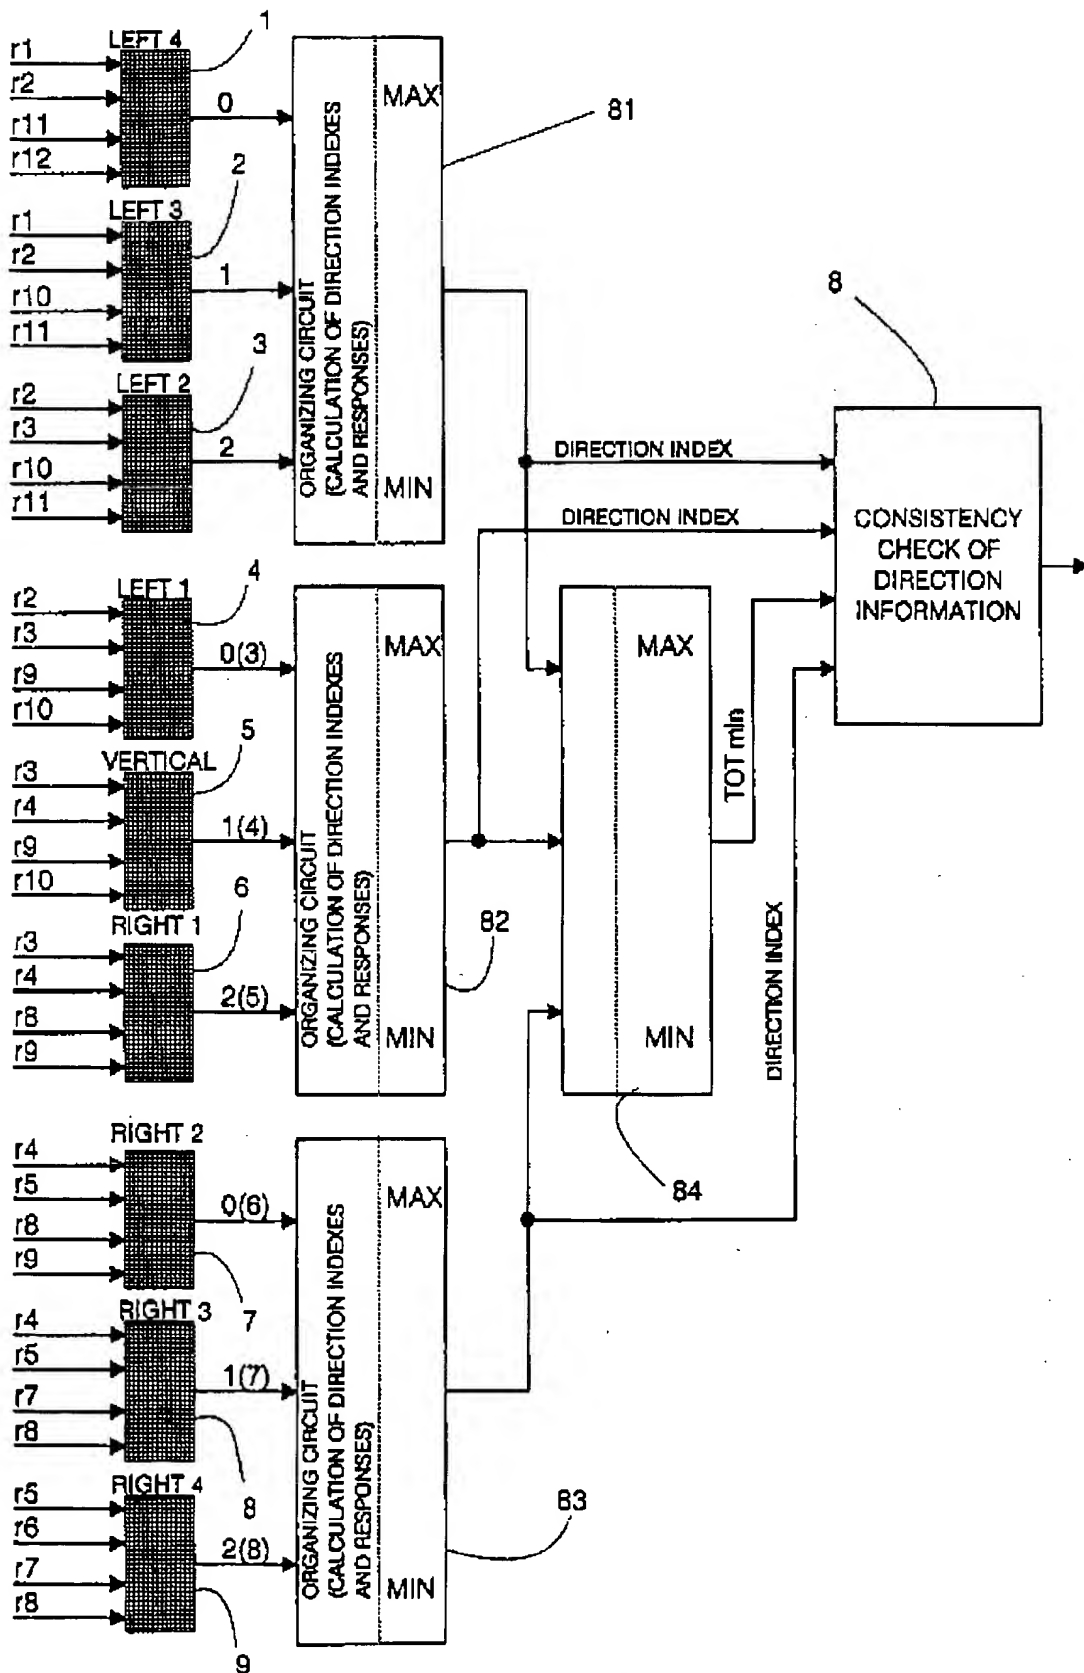 LEFT 4
1
r1
r2
r11
r12
0
LEFT 3
2
r1
r2
r10
r11
1
LEFT 2
3
r2
r3
r10
r11
2
ORGANIZING CIRCUIT
(CALCULATION OF DIRECTION INDEXES
AND RESPONSES)
MAX
MIN
81
LEFT 1
4
r2
r3
r9
r10
0(3)
VERTICAL
5
r3
r4
r9
r10
1(4)
RIGHT 1
6
r3
r4
r8
r9
2(5)
ORGANIZING CIRCUIT
(CALCULATION OF DIRECTION INDEXES
AND RESPONSES)
MAX
MIN
82
RIGHT 2
r4
r5
r8
r9
0(6)
7
RIGHT 3
r4
r5
r7
r8
1(7)
8
RIGHT 4
r5
r6
r7
r8
2(8)
9
ORGANIZING CIRCUIT
(CALCULATION OF DIRECTION INDEXES
AND RESPONSES)
MAX
MIN
83
DIRECTION INDEX
DIRECTION INDEX
MAX
MIN
84
TOT min
DIRECTION INDEX
8
CONSISTENCY
CHECK OF
DIRECTION
INFORMATION